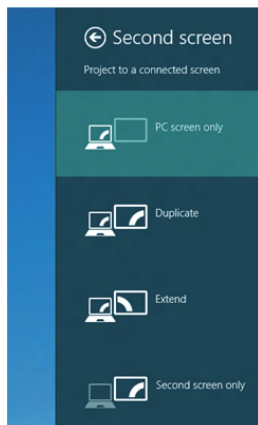 Second screen
Project to a connected screen
PC screen only
Duplicate
Extend
Second screen only